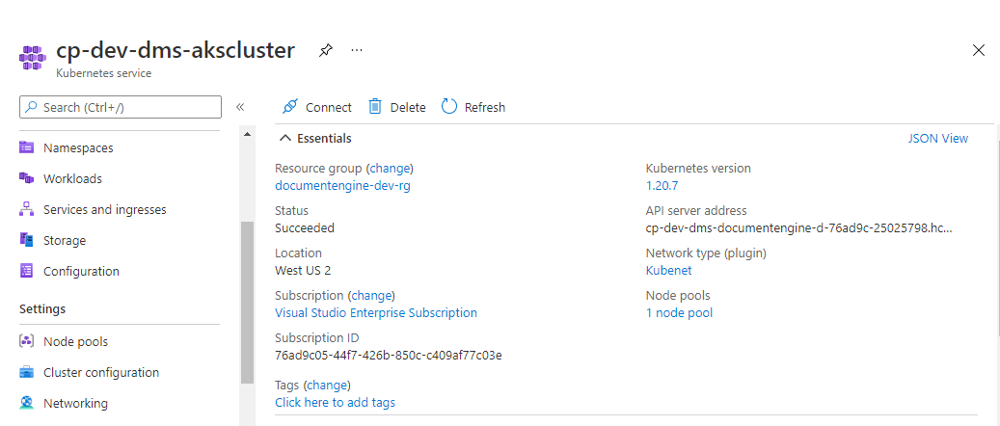 cp-dev-dms-akscluster
...
Kubernetes service
Search (Ctrl+/)
«
Namespaces
Workloads
Services and ingresses
Storage
Configuration
Settings
Node pools
Cluster configuration
Networking
Connect
Delete
Refresh
Essentials
JSON View
Resource group (change)
documentengine-dev-rg
Status
Succeeded
Location
West US 2
Subscription (change)
Visual Studio Enterprise Subscription
Subscription ID
76ad9c05-44f7-426b-850c-c409af77c03e
Tags (change)
Click here to add tags
Kubernetes version
1.20.7
API server address
cp-dev-dms-documentengine-d-76ad9c-25025798.hc...
Network type (plugin)
Kubenet
Node pools
1 node pool